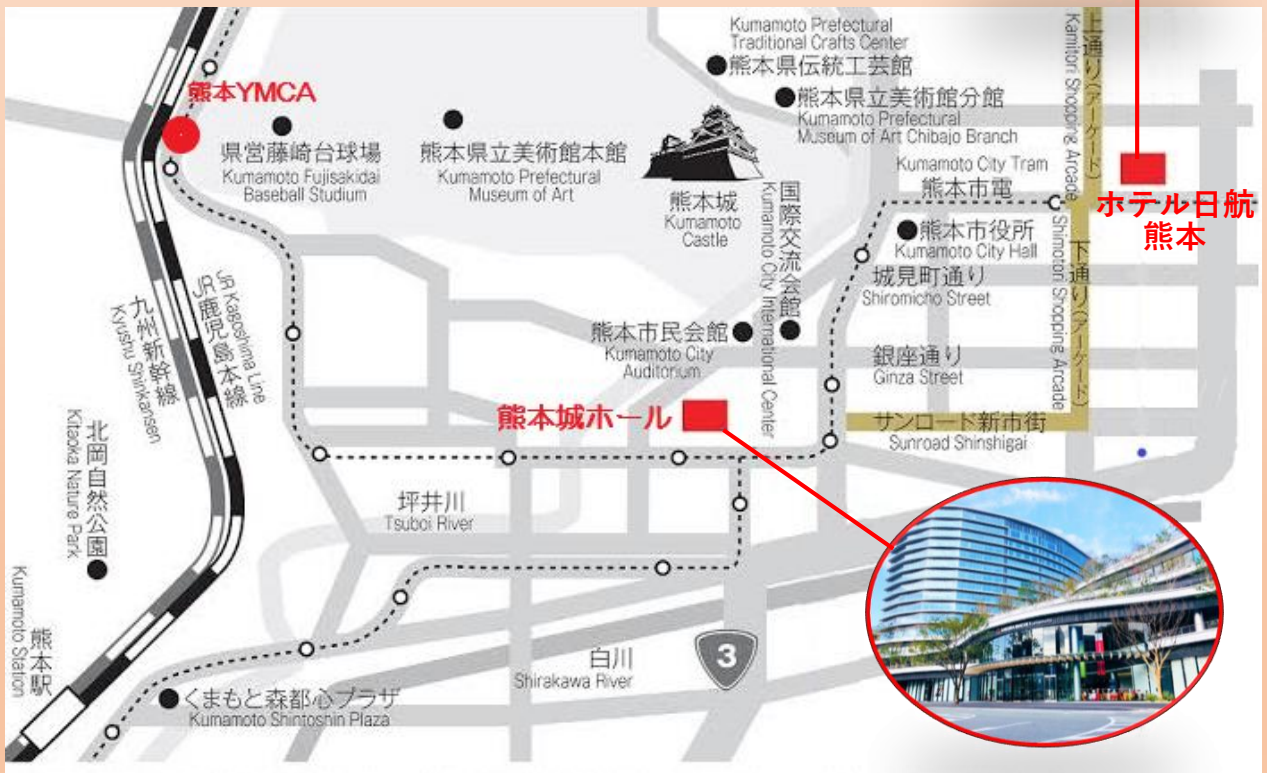 Kumamoto Prefectural
Traditional Crafts Center
熊本県伝統工芸館
熊本県立美術館分館
Kumamoto Prefectural
Museum of Art Chibajo Branch
上通り(アーケード)
Kamitori Shopping Arcade
熊本YMCA
県営藤崎台球場
Kumamoto Fujisakidai
Baseball Studium
熊本県立美術館本館
Kumamoto Prefectural
Museum of Art
熊本城
Kumamoto
Castle
国際交流会館
Kumamoto City International Center
Kumamoto City Tram
熊本市電
ホテル日航
熊本
熊本市役所
Kumamoto City Hall
城見町通り
Shiromicho Street
下通り(アーケード)
Shimotori Shopping Arcade
JR Kagoshima Line
JR鹿児島本線
九州新幹線
Kyushu Shinkansen
熊本市民会館
Kumamoto City
Auditorium
銀座通り
Ginza Street
熊本城ホール
サンロード新市街
Sunroad Shinshigai
北岡自然公園
Kitaoka Nature Park
坪井川
Tsuboi River
熊本駅
Kumamoto Station
白川
Shirakawa River
3
くまもと森都心プラザ
Kumamoto Shintoshin Plaza